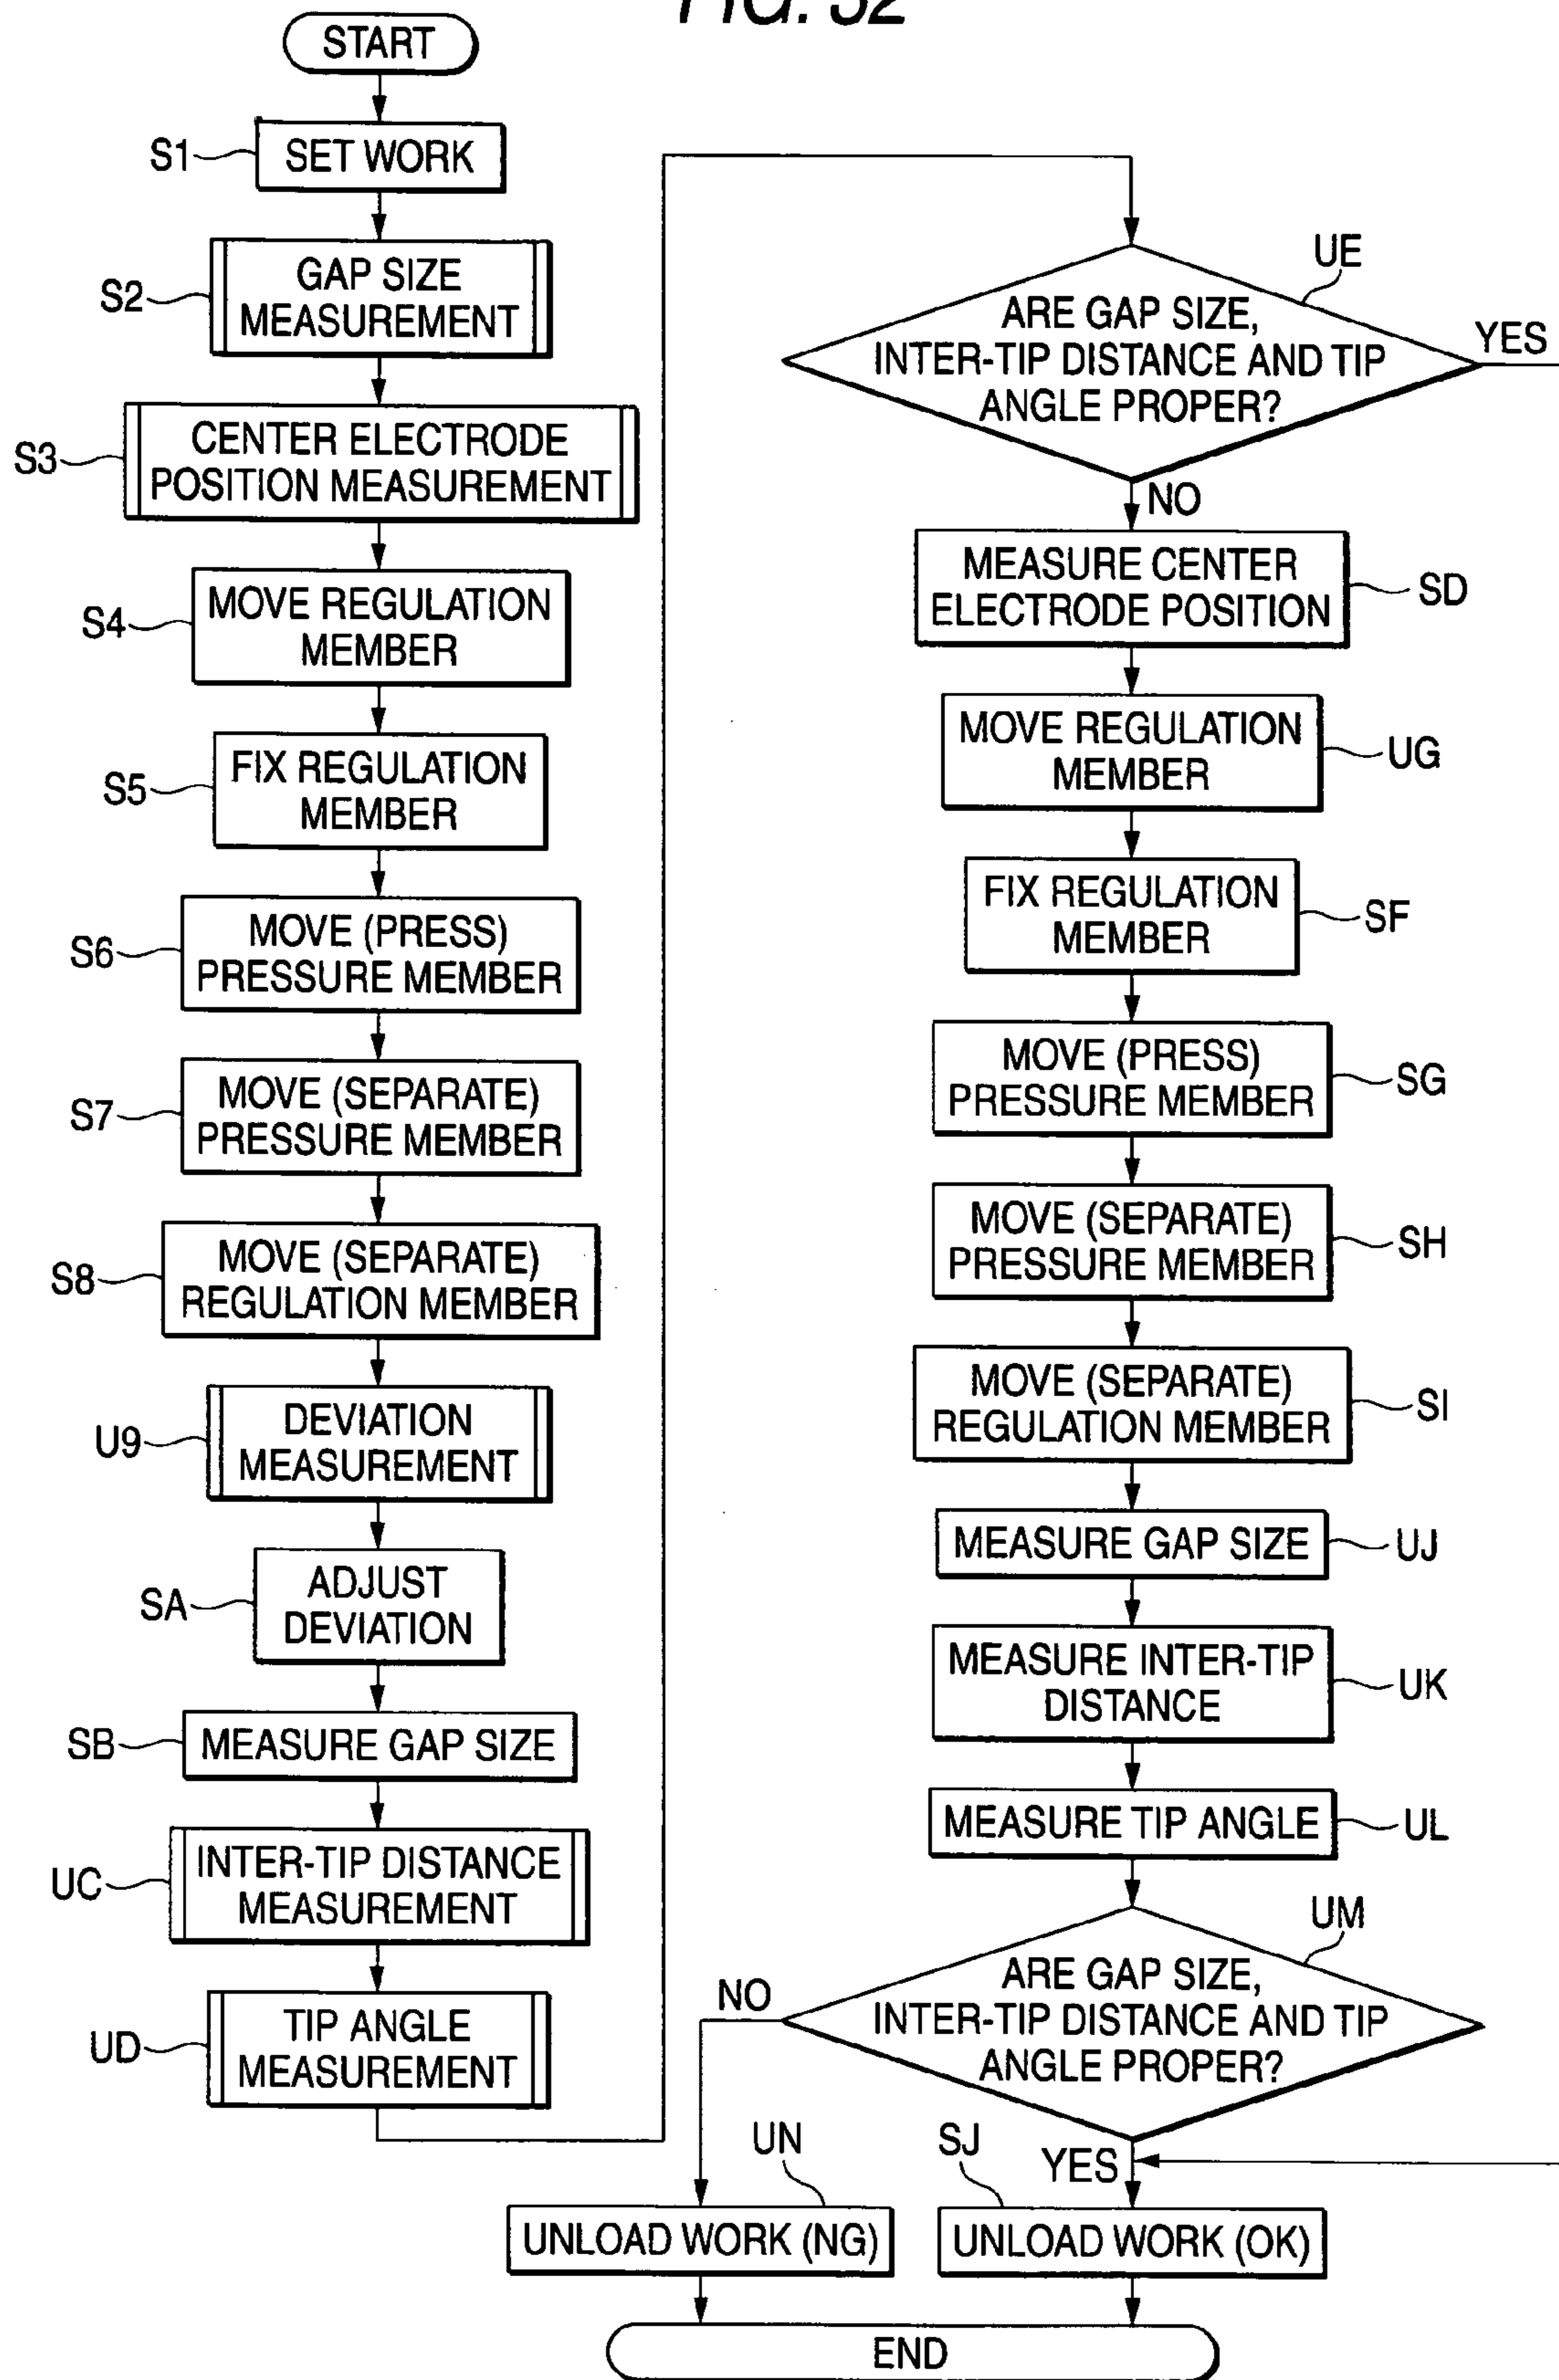 FIG. 32
START
S1
SET WORK
S2
GAP SIZE
MEASUREMENT
S3
CENTER ELECTRODE
POSITION MEASUREMENT
S4
MOVE REGULATION
MEMBER
S5
FIX REGULATION
MEMBER
S6
MOVE (PRESS)
PRESSURE MEMBER
S7
MOVE (SEPARATE)
PRESSURE MEMBER
S8
MOVE (SEPARATE)
REGULATION MEMBER
U9
DEVIATION
MEASUREMENT
SA
ADJUST
DEVIATION
SB
MEASURE GAP SIZE
UC
INTER-TIP DISTANCE
MEASUREMENT
UD
TIP ANGLE
MEASUREMENT
UE
ARE GAP SIZE,
INTER-TIP DISTANCE AND TIP
ANGLE PROPER?
YES
NO
MEASURE CENTER
ELECTRODE POSITION
SD
MOVE REGULATION
MEMBER
UG
FIX REGULATION
MEMBER
SF
MOVE (PRESS)
PRESSURE MEMBER
SG
MOVE (SEPARATE)
PRESSURE MEMBER
SH
MOVE (SEPARATE)
REGULATION MEMBER
SI
MEASURE GAP SIZE
UJ
MEASURE INTER-TIP
DISTANCE
UK
MEASURE TIP ANGLE
UL
UM
ARE GAP SIZE,
INTER-TIP DISTANCE AND TIP
ANGLE PROPER?
NO
YES
UN
UNLOAD WORK (NG)
SJ
UNLOAD WORK (OK)
END